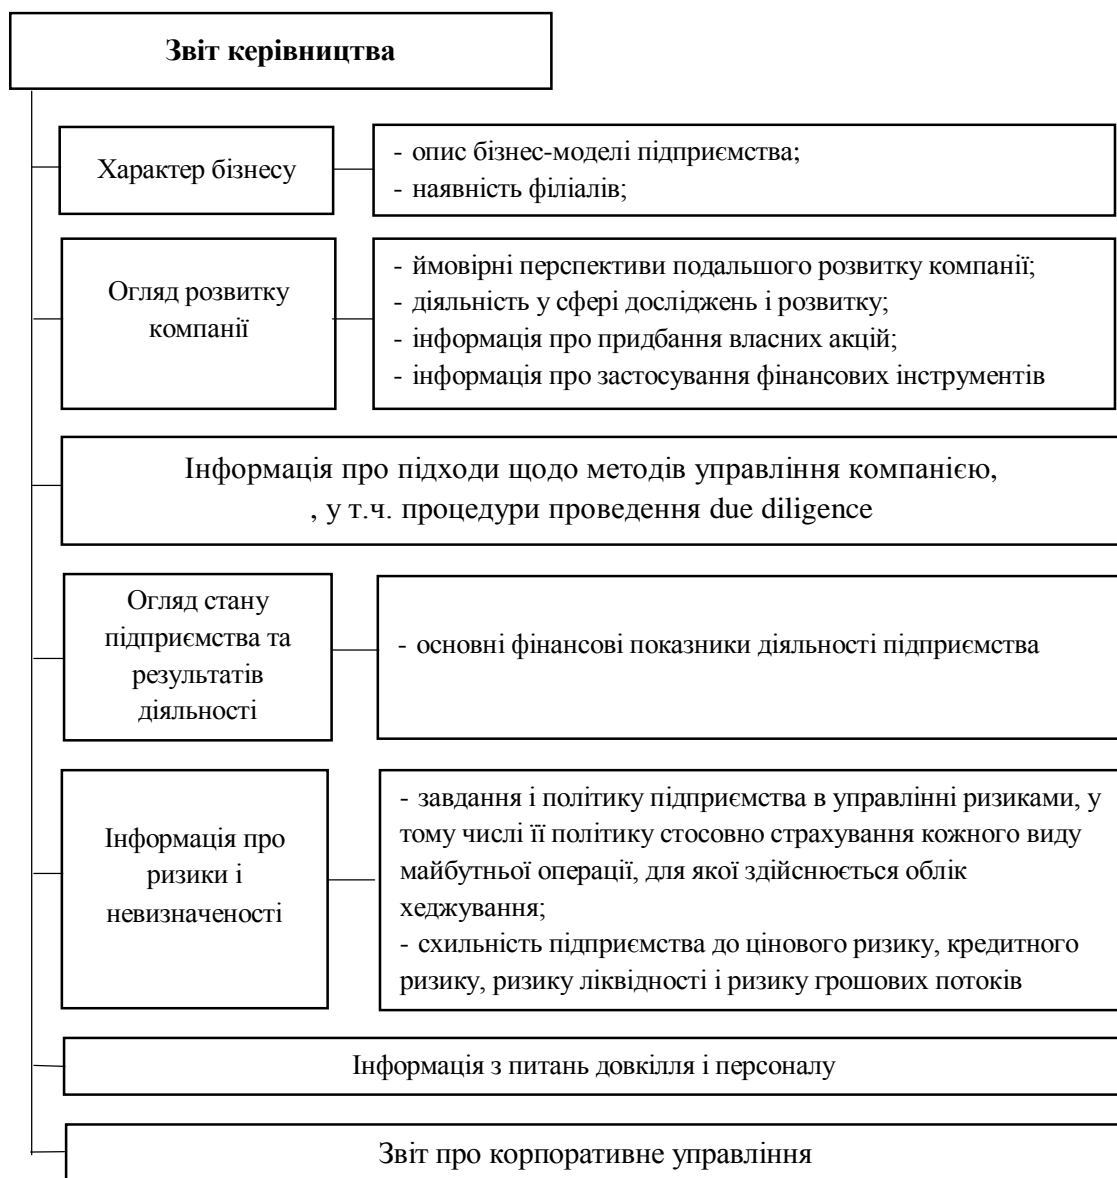 Звіт керівництва
Характер бізнесу
- опис бізнес-моделі підприємства;
- наявність філіалів;
Огляд розвитку
компанії
- ймовірні перспективи подальшого розвитку компанії;
- діяльність у сфері досліджень і розвитку;
- інформація про придбання власних акцій;
- інформація про застосування фінансових інструментів
Інформація про підходи щодо методів управління компанією,
, у т.ч. процедури проведення due diligence
Огляд стану
підприємства та
результатів
діяльності
- основні фінансові показники діяльності підприємства
Інформація про
ризики і
невизначеності
- завдання і політику підприємства в управлінні ризиками, у
тому числі її політику стосовно страхування кожного виду
майбутньої операції, для якої здійснюється облік
хеджування;
- схильність підприємства до цінового ризику, кредитного
ризику, ризику ліквідності і ризику грошових потоків
Інформація з питань довкілля і персоналу
Звіт про корпоративне управління